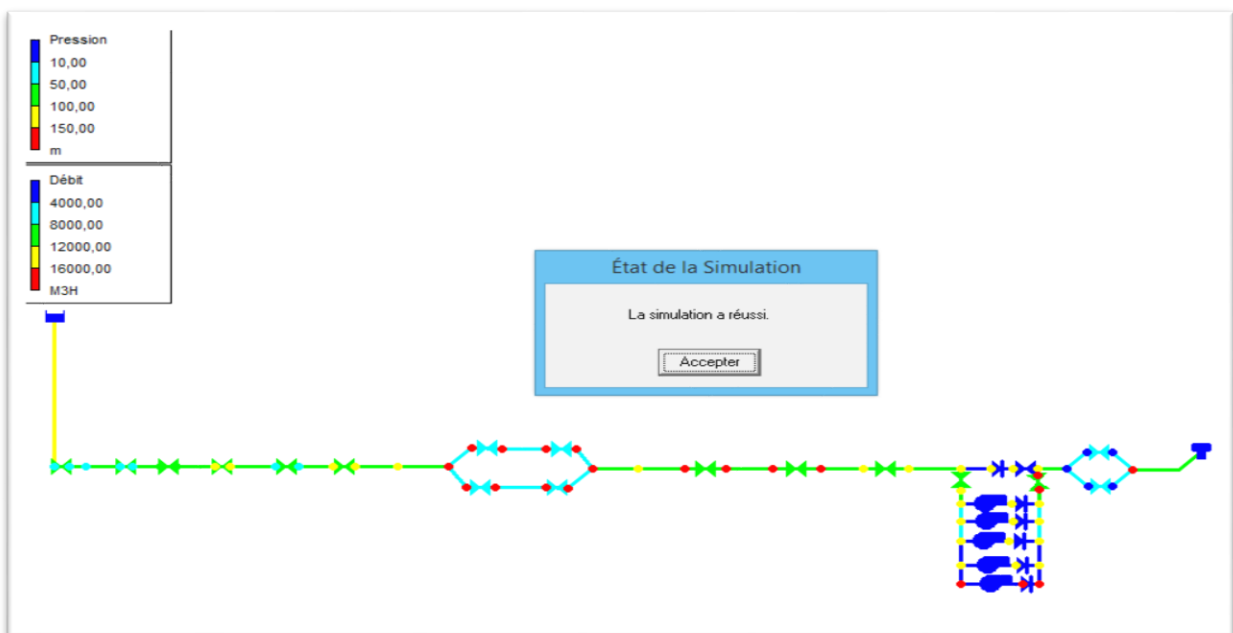 Pression
10,00
50,00
100,00
150,00
m
Débit
4000,00
8000,00
12000,00
16000,00
M3H
État de la Simulation
La simulation a réussi.
Accepter